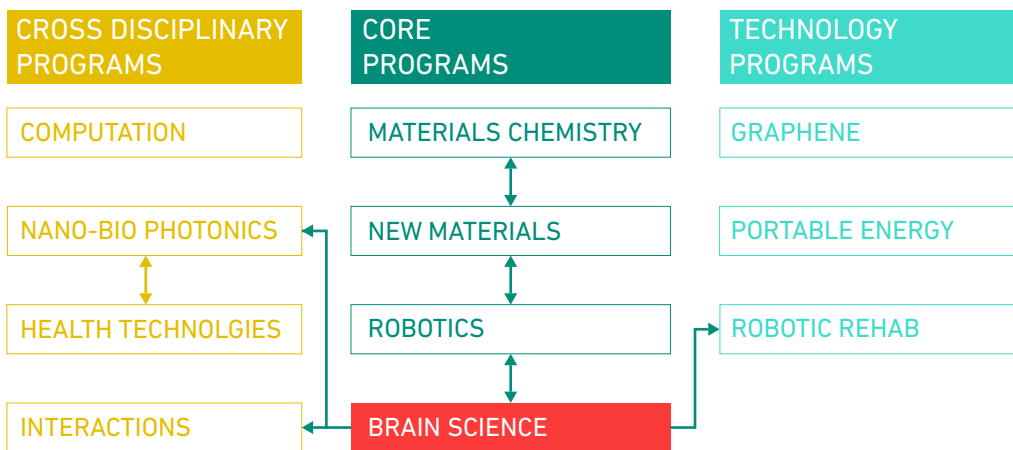 CROSS DISCIPLINARY
PROGRAMS
CORE
PROGRAMS
TECHNOLOGY
PROGRAMS
COMPUTATION
MATERIALS CHEMISTRY
GRAPHENE
NANO-BIO PHOTONICS
NEW MATERIALS
PORTABLE ENERGY
HEALTH TECHNOLGIES
ROBOTICS
ROBOTIC REHAB
INTERACTIONS
BRAIN SCIENCE